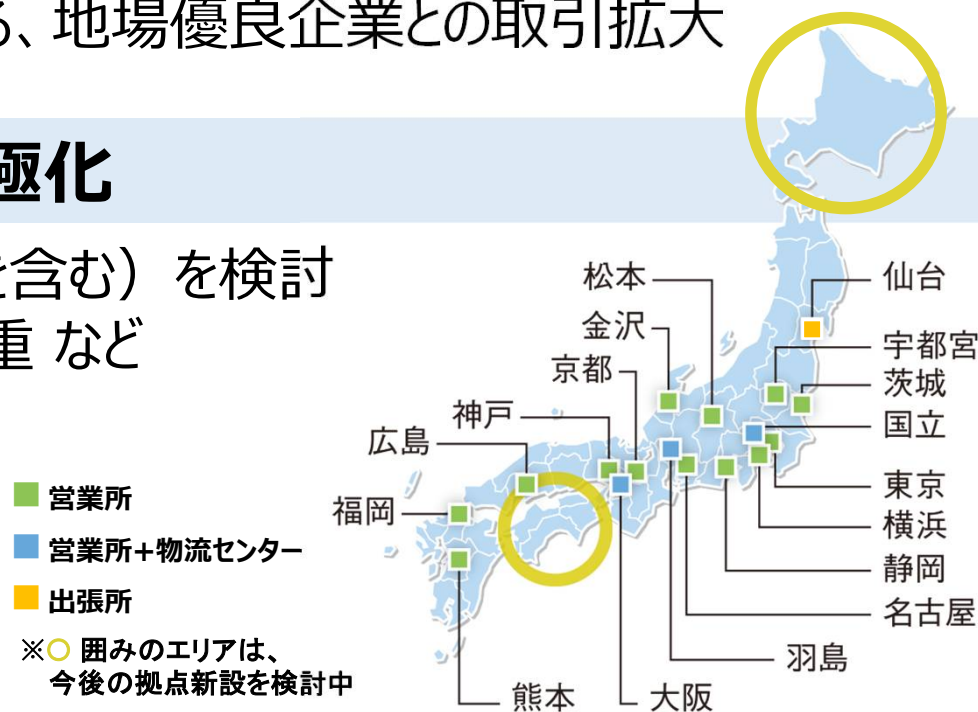 る、地場優良企業との取引拡大
極化
を含む）を検討
重 など
松本
仙台
金沢
宇都宮
京都
茨城
神戸
国立
広島
東京
福岡
横浜
静岡
名古屋
羽島
熊本
大阪
営業所
営業所+物流センター
出張所
※○ 囲みのエリアは、
今後の拠点新設を検討中